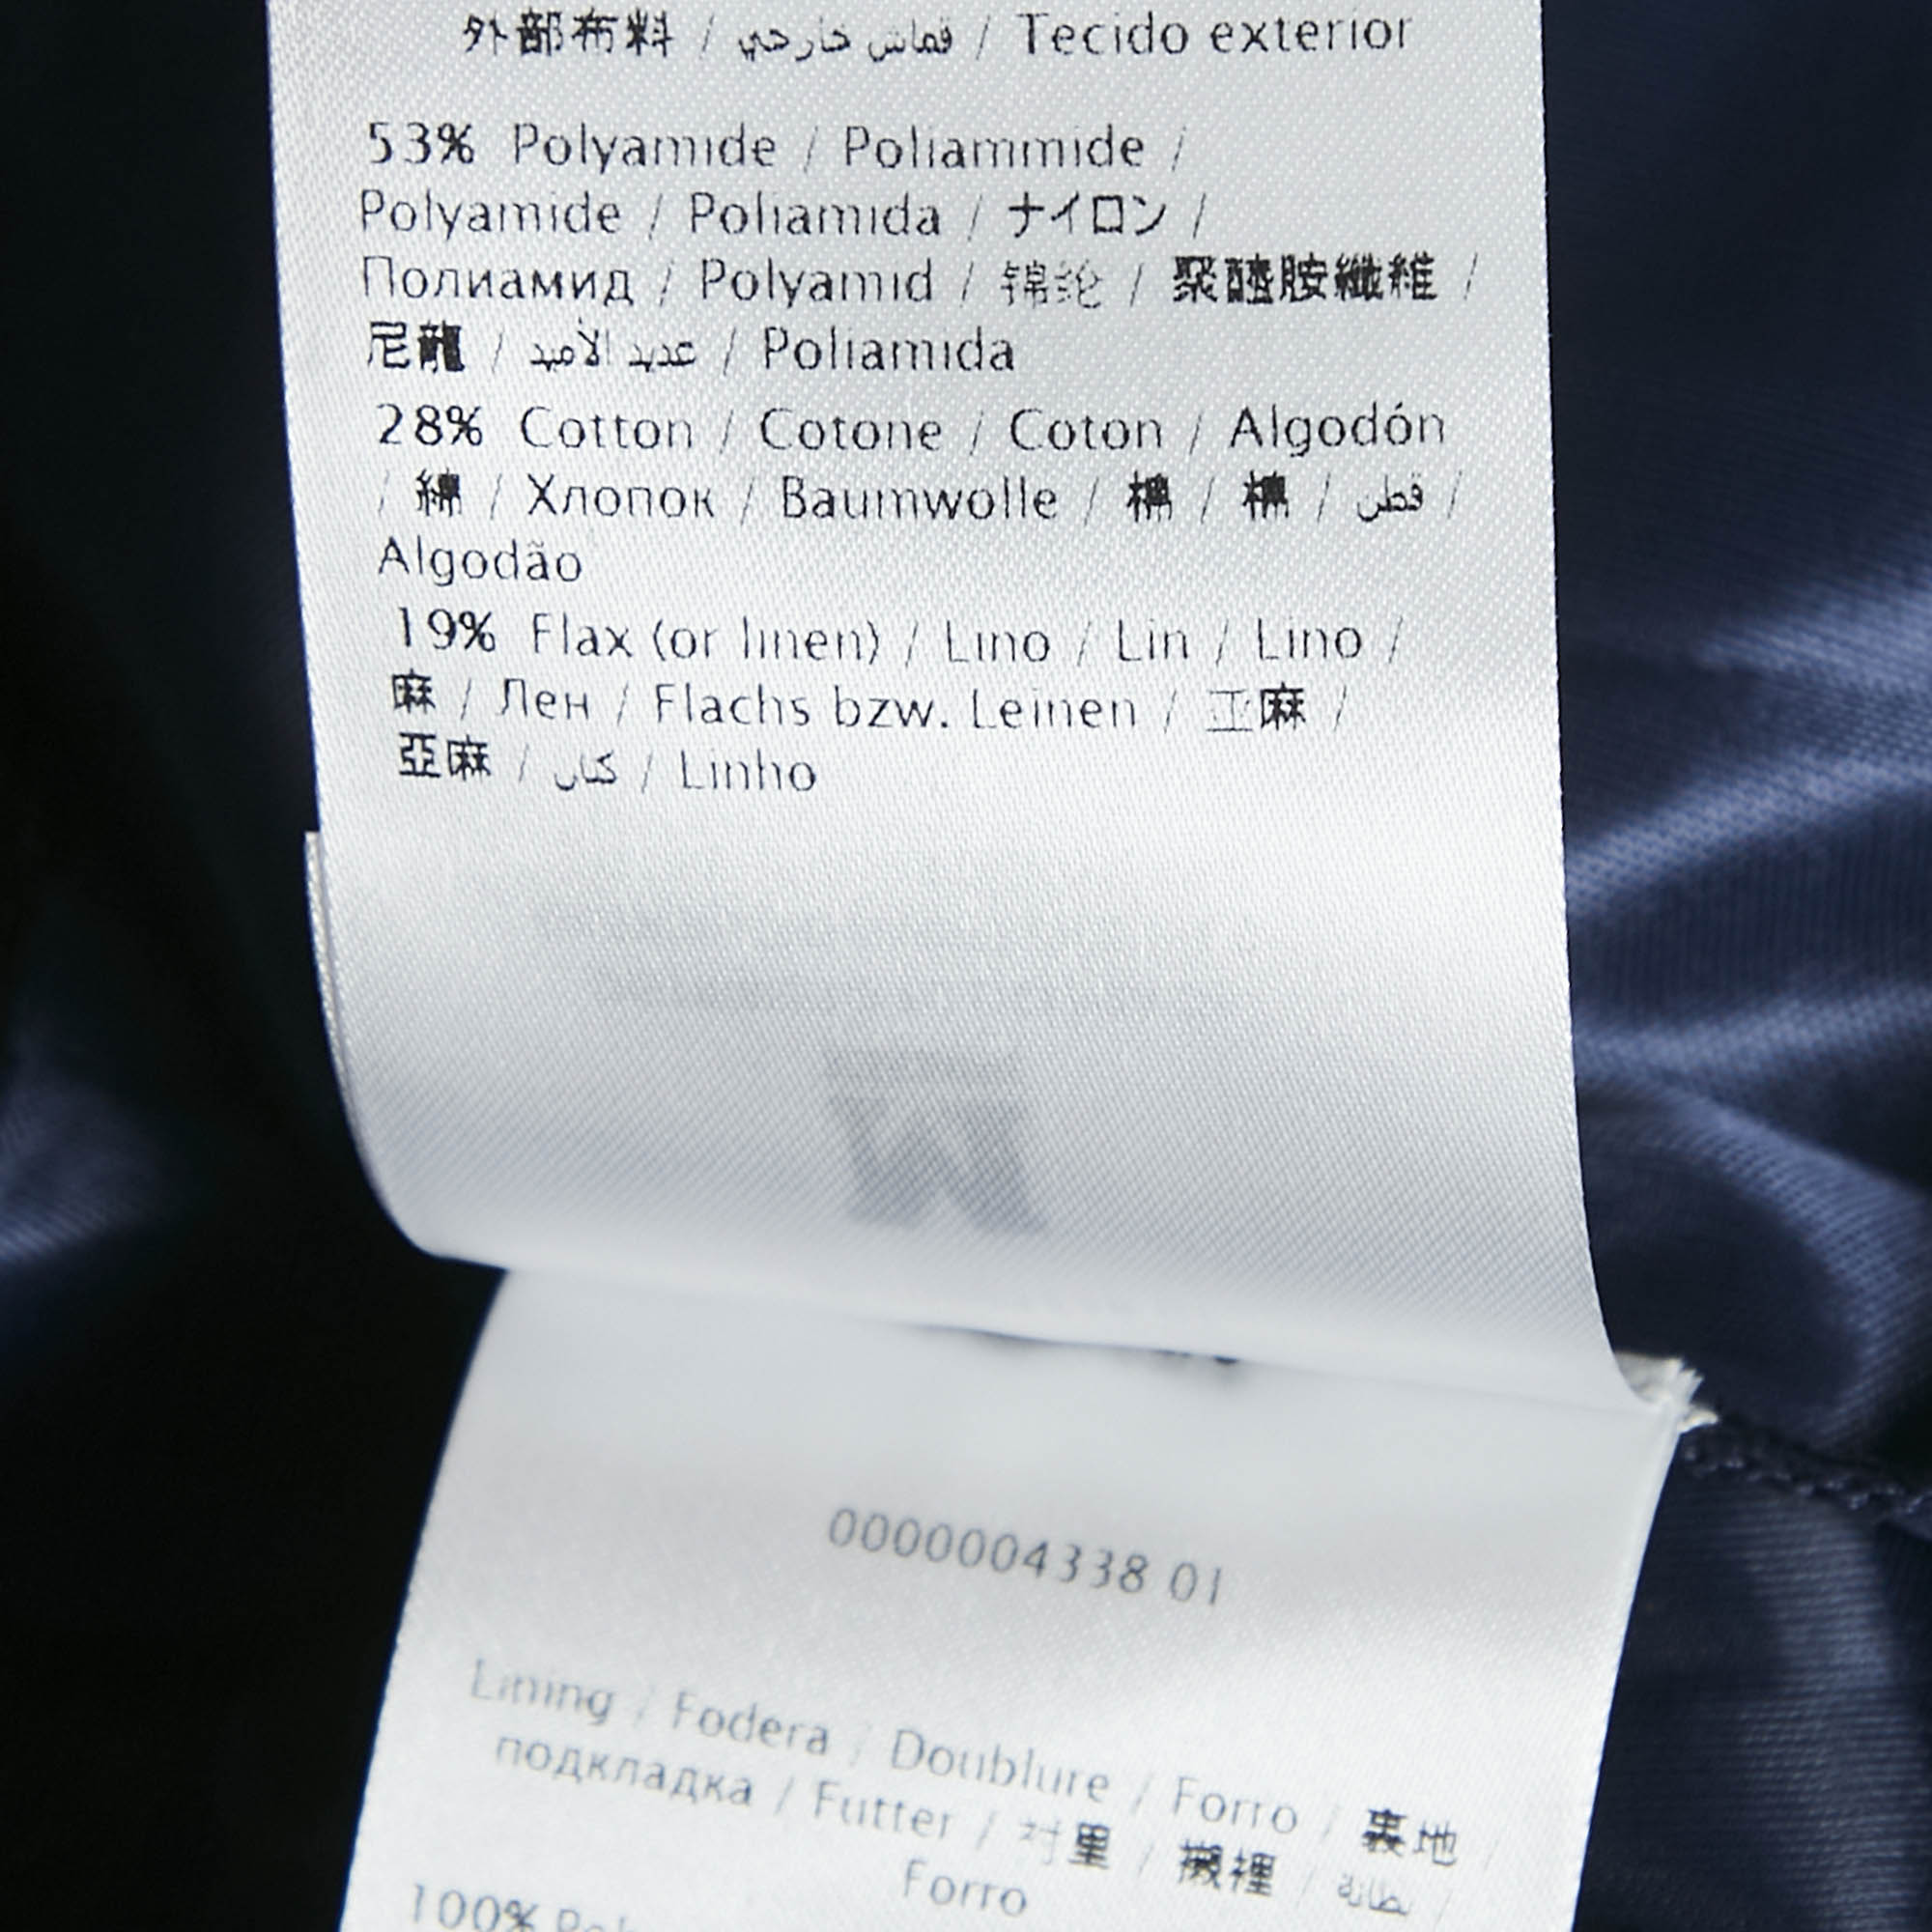 外部布料 / قماش خارجي / Tecido exterior
53% Polyamide / Poliammide /
Polyamide / Poliamida / ナイロン /
Полиамид / Polyamid / 锦纶 / 聚醯胺纖維 /
尼龍 / عديد الأميد / Poliamida
28% Cotton / Cotone / Coton / Algodón
/ 綿 / Хлопок / Baumwolle / 棉 / 棉 / قطن /
Algodão
19% Flax (or linen) / Lino / Lin / Lino /
麻 / Лен / Flachs bzw. Leinen / 亚麻 /
亞麻 / كتان / Linho
0000004338 01
Lining / Fodera / Doublure / Forro / 裏地 /
подкладка / Futter / 衬里 / 襯裡 / بطانة /
Forro
100%